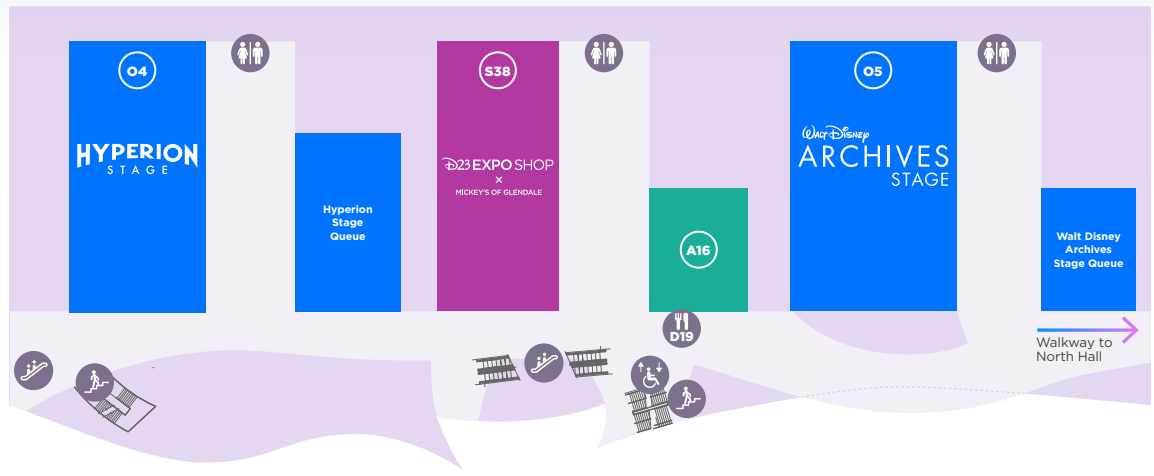 O4
HYPERION
STAGE
Hyperion
Stage
Queue
S38
D23 EXPO SHOP
×
MICKEY'S OF GLENDALE
A16
D19
O5
WALT DISNEY
ARCHIVES
STAGE
Walt Disney
Archives
Stage Queue
Walkway to
North Hall